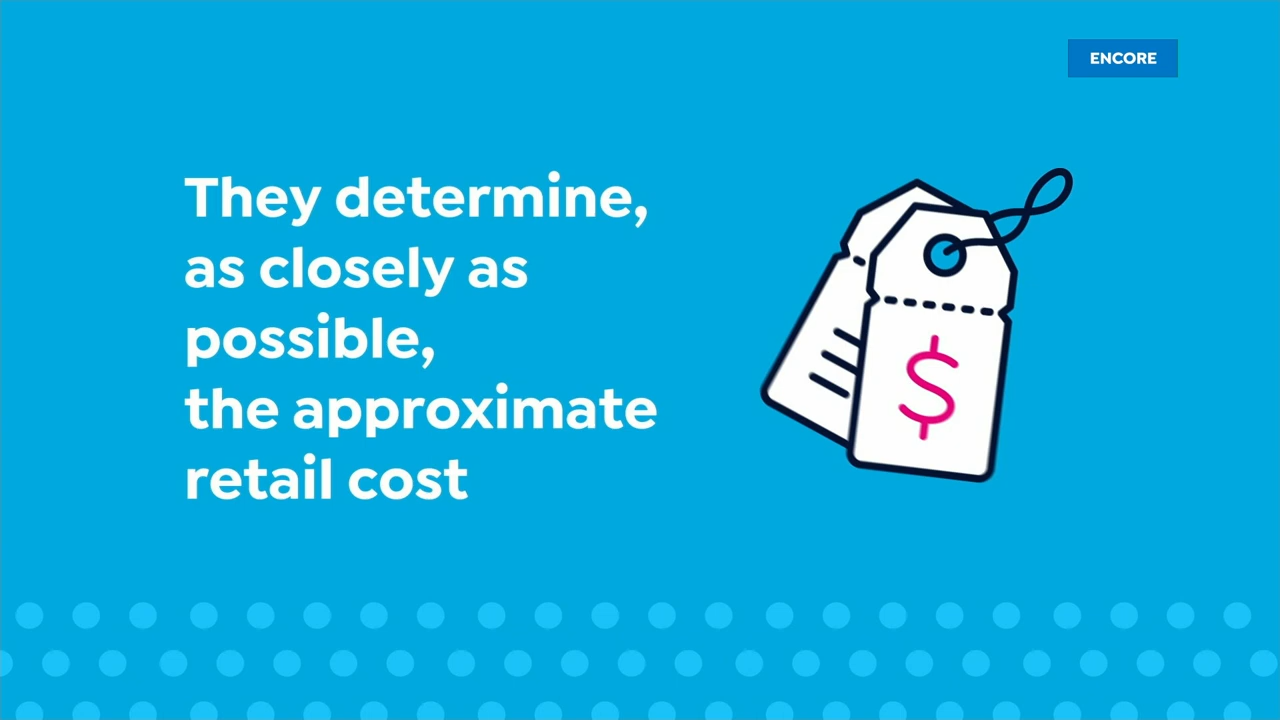 ENCORE
They determine,
as closely as
possible,
the approximate
retail cost
$